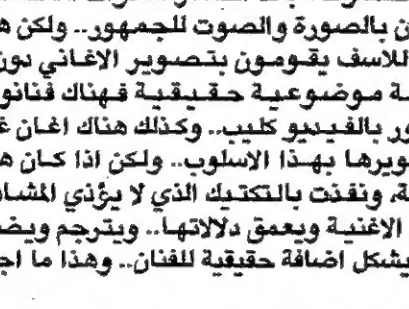 ن بالصورة والصوت للجمهور.. ولكن ه
للاسف يقومون بتصوير الاغاني دون
ة موضوعية حقيقية فهناك فنانو
ور بالفيديو كليب.. وكذلك هناك اغان غ
ويرها بهذا الاسلوب.. ولكن اذا كان ه
ة، ونفذت بالتكتيك الذي لا يؤذي المشا
الاغنية ويعمق دلالاتها.. ويترجم ويض
يشكل اضافة حقيقية للفنان.. وهذا ما اج